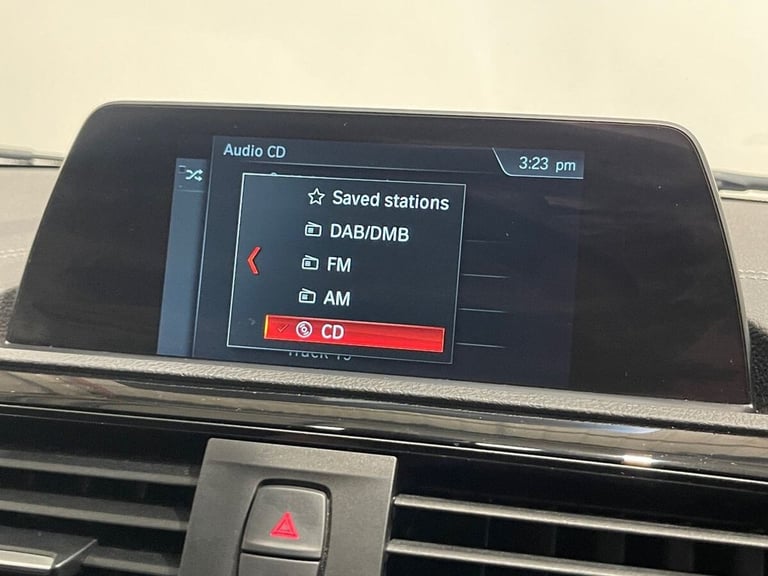 Audio CD
3:23 pm
Saved stations
DAB/DMB
FM
AM
CD